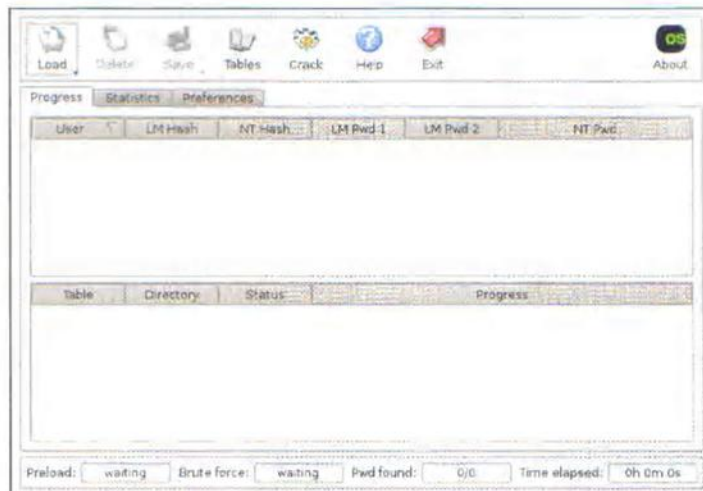 Load Delete Save Tables Crack Help Exit OS About
Progress Statistics Preferences
User LM Hash NT Hash LM Pwd 1 LM Pwd 2 NT Pwd
Table Directory Status Progress
Preload: waiting Brute force: waiting Pwd found: 0/0 Time elapsed: 0h 0m 0s